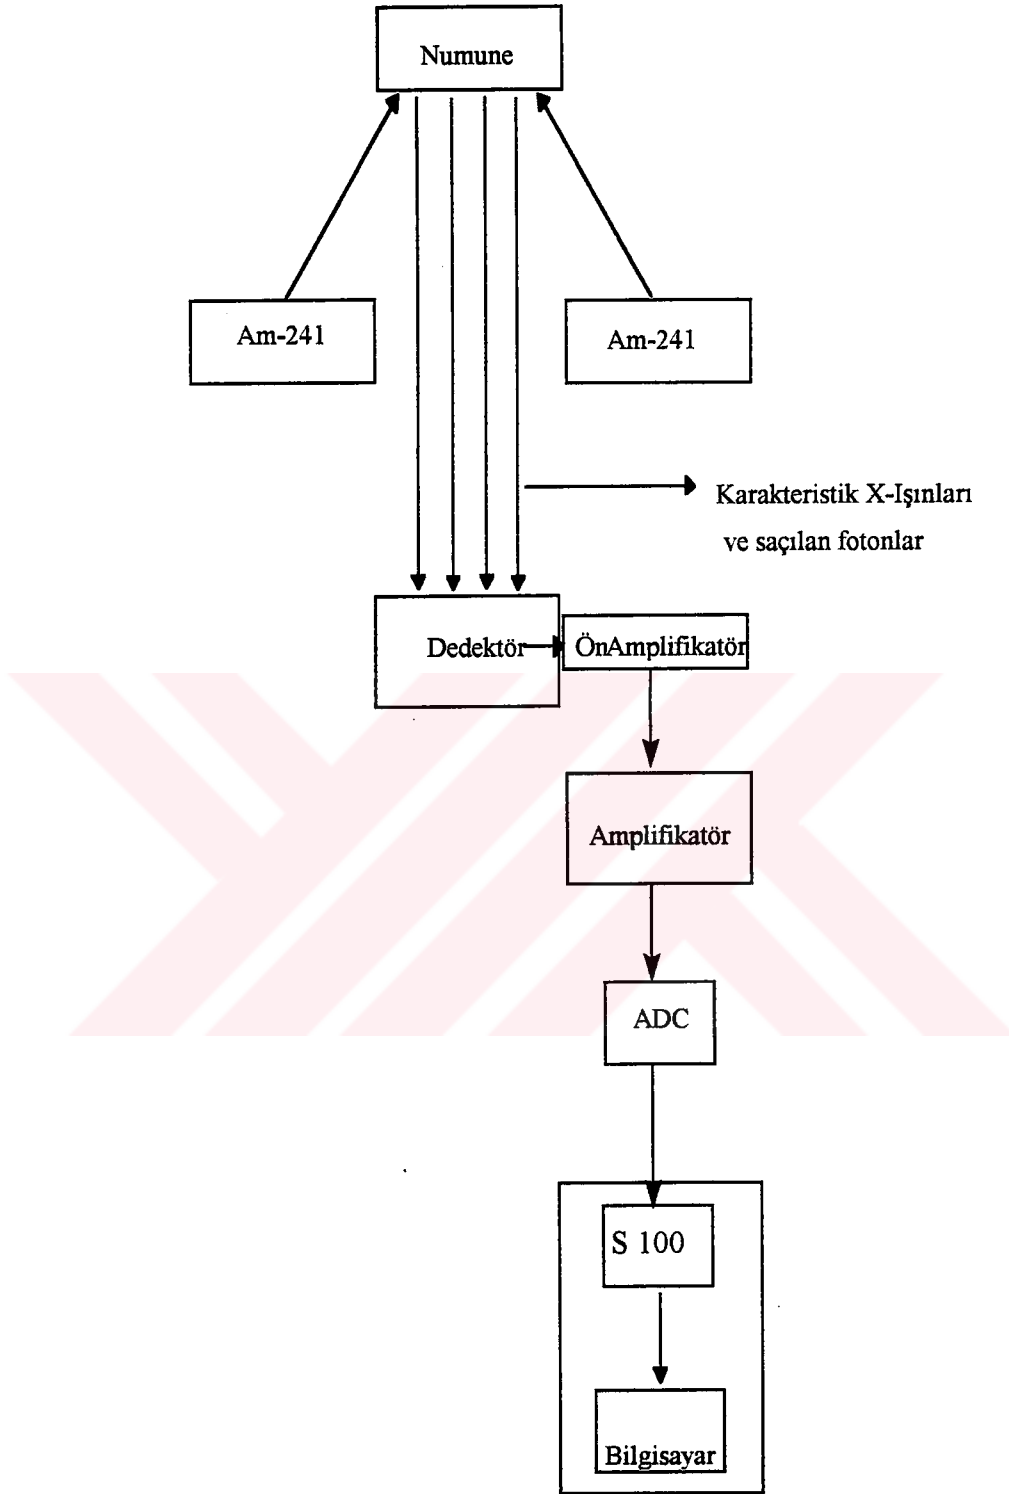 Numune
Am-241
Am-241
Karakteristik X-Işınları
ve saçılan fotonlar
Dedektör
ÖnAmplifikatör
Amplifikatör
ADC
S 100
Bilgisayar